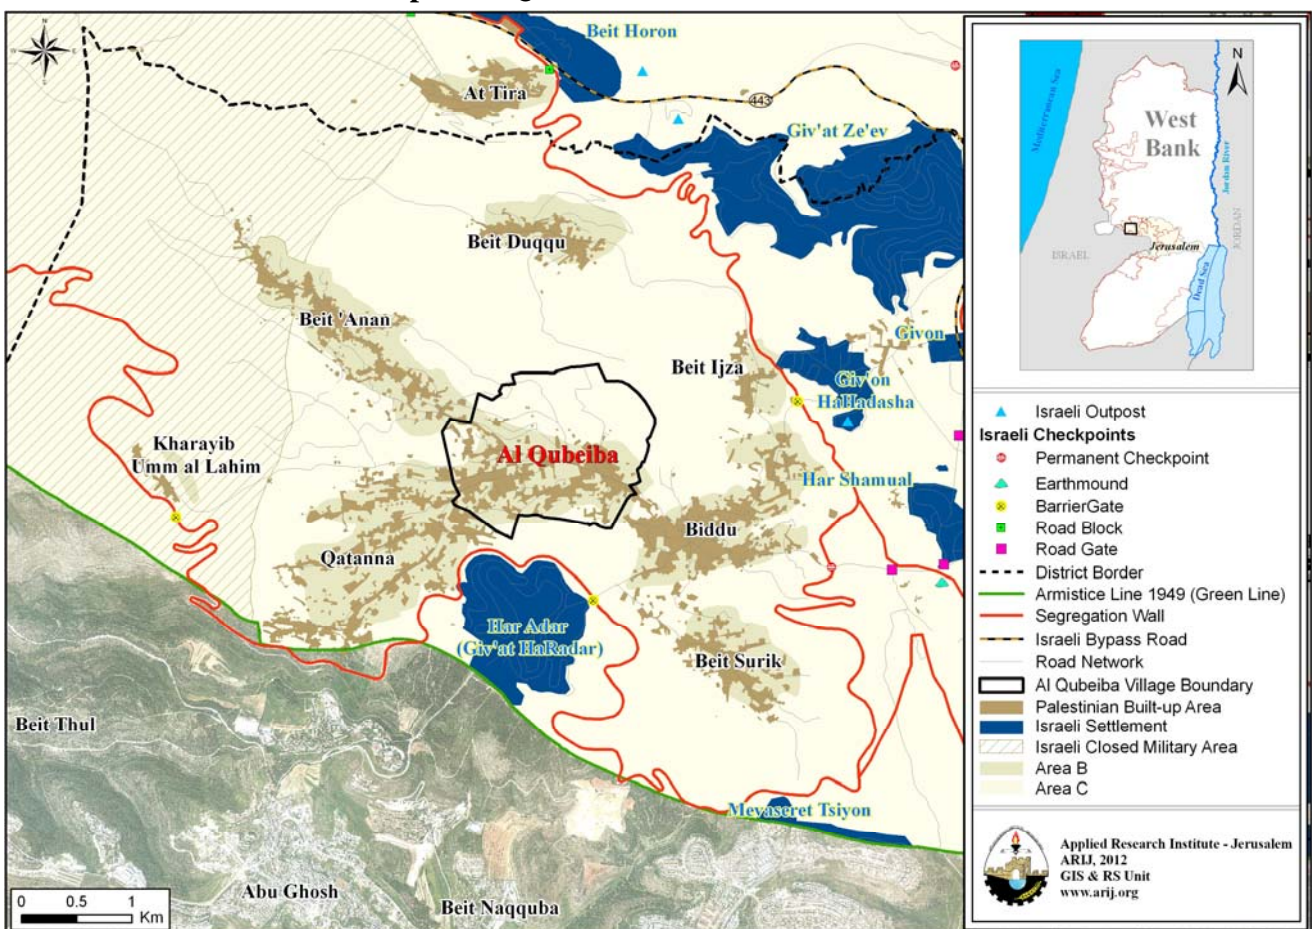 N
W
E
S
Beit Horon
At Tira
443
Giv'at Ze'ev
Beit Duqqu
Beit 'Anan
Beit Ijza
Givon
Giv'on
HaHadasha
Kharayib
Umm al Lahim
Al Qubeiba
Har Shamual
Biddu
Qatanna
Har Adar
(Giv'at HaRadar)
Beit Surik
Beit Thul
Mevaseret Tsiyon
Abu Ghosh
Beit Naqquba
0 0.5 1
Km
N
Mediterranean Sea
West
Bank
Jordan River
JORDAN
Jerusalem
ISRAEL
Dead Sea
Israeli Outpost
Israeli Checkpoints
Permanent Checkpoint
Earthmound
BarrierGate
Road Block
Road Gate
District Border
Armistice Line 1949 (Green Line)
Segregation Wall
Israeli Bypass Road
Road Network
Al Qubeiba Village Boundary
Palestinian Built-up Area
Israeli Settlement
Israeli Closed Military Area
Area B
Area C
Applied Research Institute - Jerusalem
ARIJ, 2012
GIS & RS Unit
www.arij.org